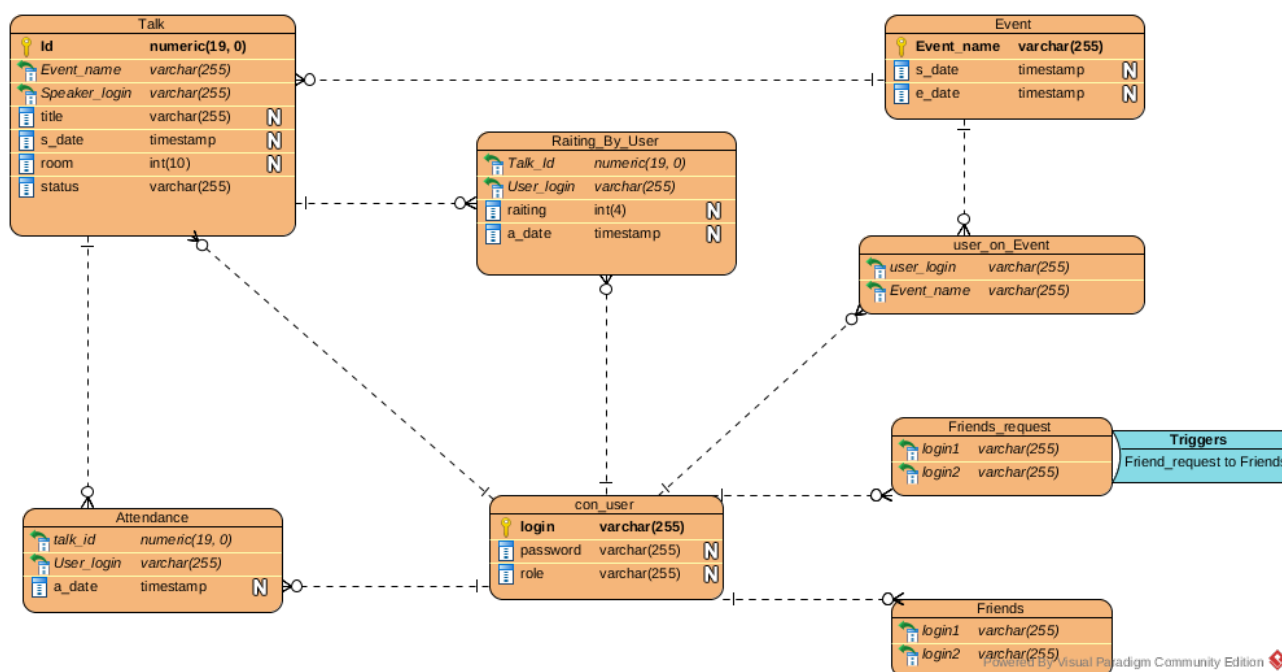 Talk
Id numeric(19, 0)
Event_name varchar(255)
Speaker_login varchar(255)
title varchar(255) N
s_date timestamp N
room int(10) N
status varchar(255)
Event
Event_name varchar(255)
s_date timestamp N
e_date timestamp N
Raiting_By_User
Talk_Id numeric(19, 0)
User_login varchar(255)
raiting int(4) N
a_date timestamp N
user_on_Event
user_login varchar(255)
Event_name varchar(255)
Friends_request
login1 varchar(255)
login2 varchar(255)
Triggers
Friend_request to Friends
Attendance
talk_id numeric(19, 0)
User_login varchar(255)
a_date timestamp N
con_user
login varchar(255)
password varchar(255) N
role varchar(255) N
Friends
login1 varchar(255)
login2 varchar(255)
Powered By Visual Paradigm Community Edition